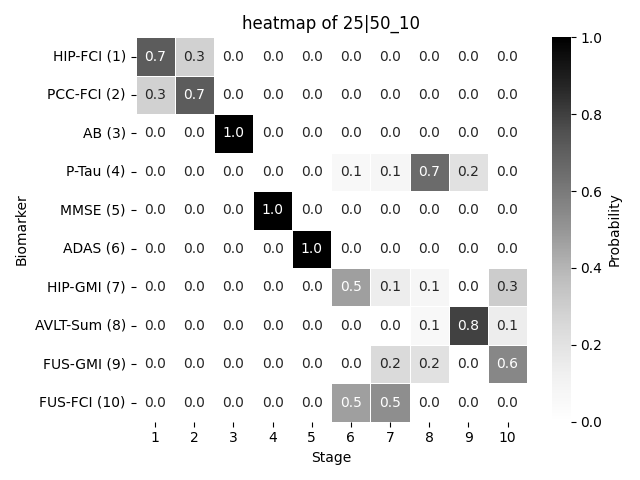 heatmap of 25|50_10
HIP-FCI (1) 0.7 0.3 0.0 0.0 0.0 0.0 0.0 0.0 0.0 0.0
PCC-FCI (2) 0.3 0.7 0.0 0.0 0.0 0.0 0.0 0.0 0.0 0.0
AB (3) 0.0 0.0 1.0 0.0 0.0 0.0 0.0 0.0 0.0 0.0
P-Tau (4) 0.0 0.0 0.0 0.0 0.0 0.1 0.1 0.7 0.2 0.0
MMSE (5) 0.0 0.0 0.0 1.0 0.0 0.0 0.0 0.0 0.0 0.0
ADAS (6) 0.0 0.0 0.0 0.0 1.0 0.0 0.0 0.0 0.0 0.0
HIP-GMI (7) 0.0 0.0 0.0 0.0 0.0 0.5 0.1 0.1 0.0 0.3
AVLT-Sum (8) 0.0 0.0 0.0 0.0 0.0 0.0 0.0 0.1 0.8 0.1
FUS-GMI (9) 0.0 0.0 0.0 0.0 0.0 0.0 0.2 0.2 0.0 0.6
FUS-FCI (10) 0.0 0.0 0.0 0.0 0.0 0.5 0.5 0.0 0.0 0.0
1 2 3 4 5 6 7 8 9 10
Stage
Biomarker
1.0
0.8
0.6
0.4
0.2
0.0
Probability